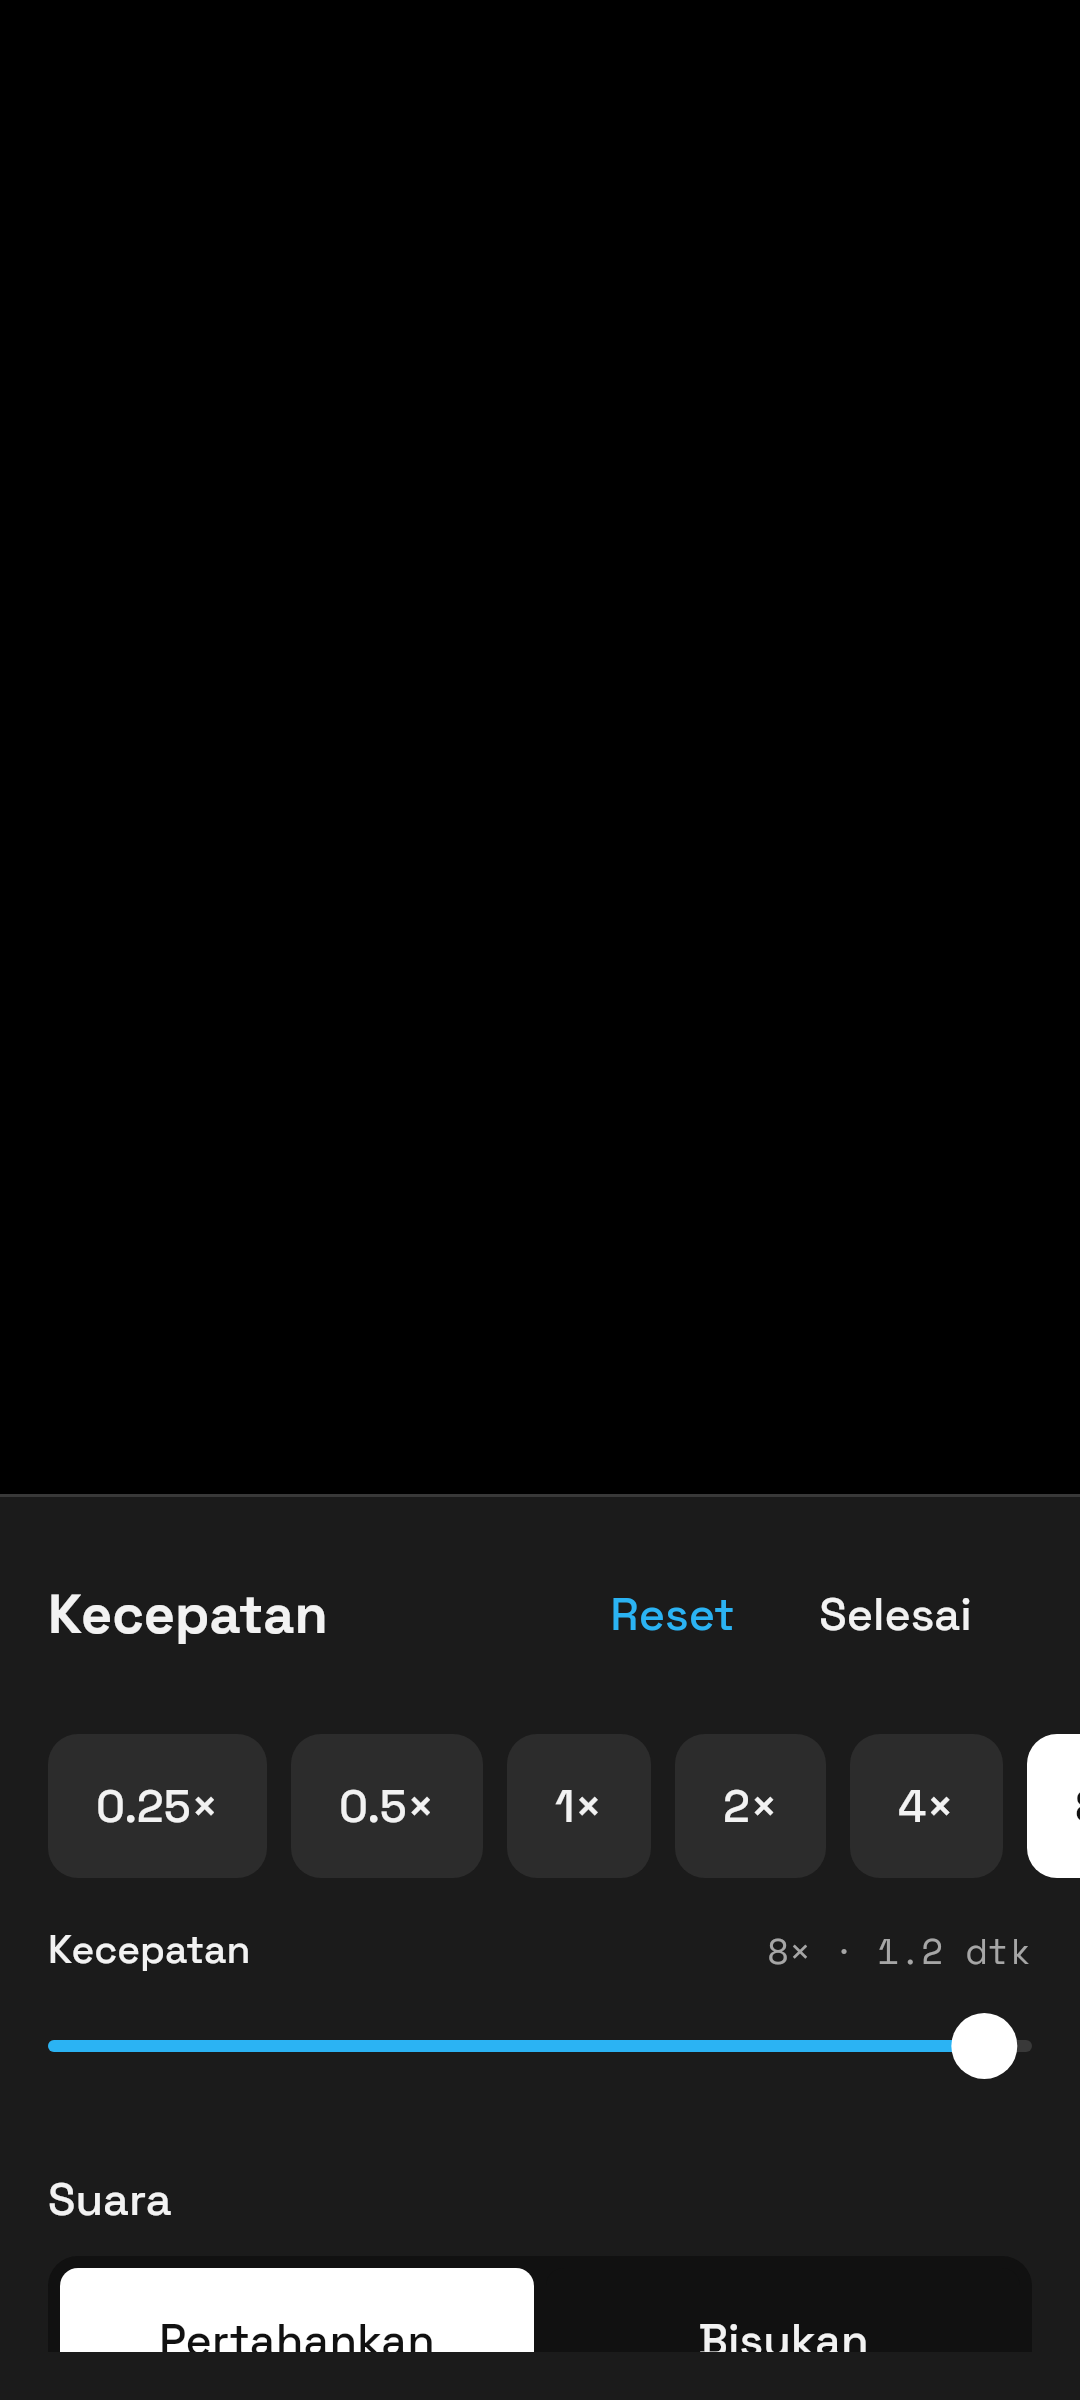 Kecepatan Reset Selesai
0.25× 0.5× 1× 2× 4×
Kecepatan 8× · 1.2 dtk
Suara
Pertahankan Bisukan